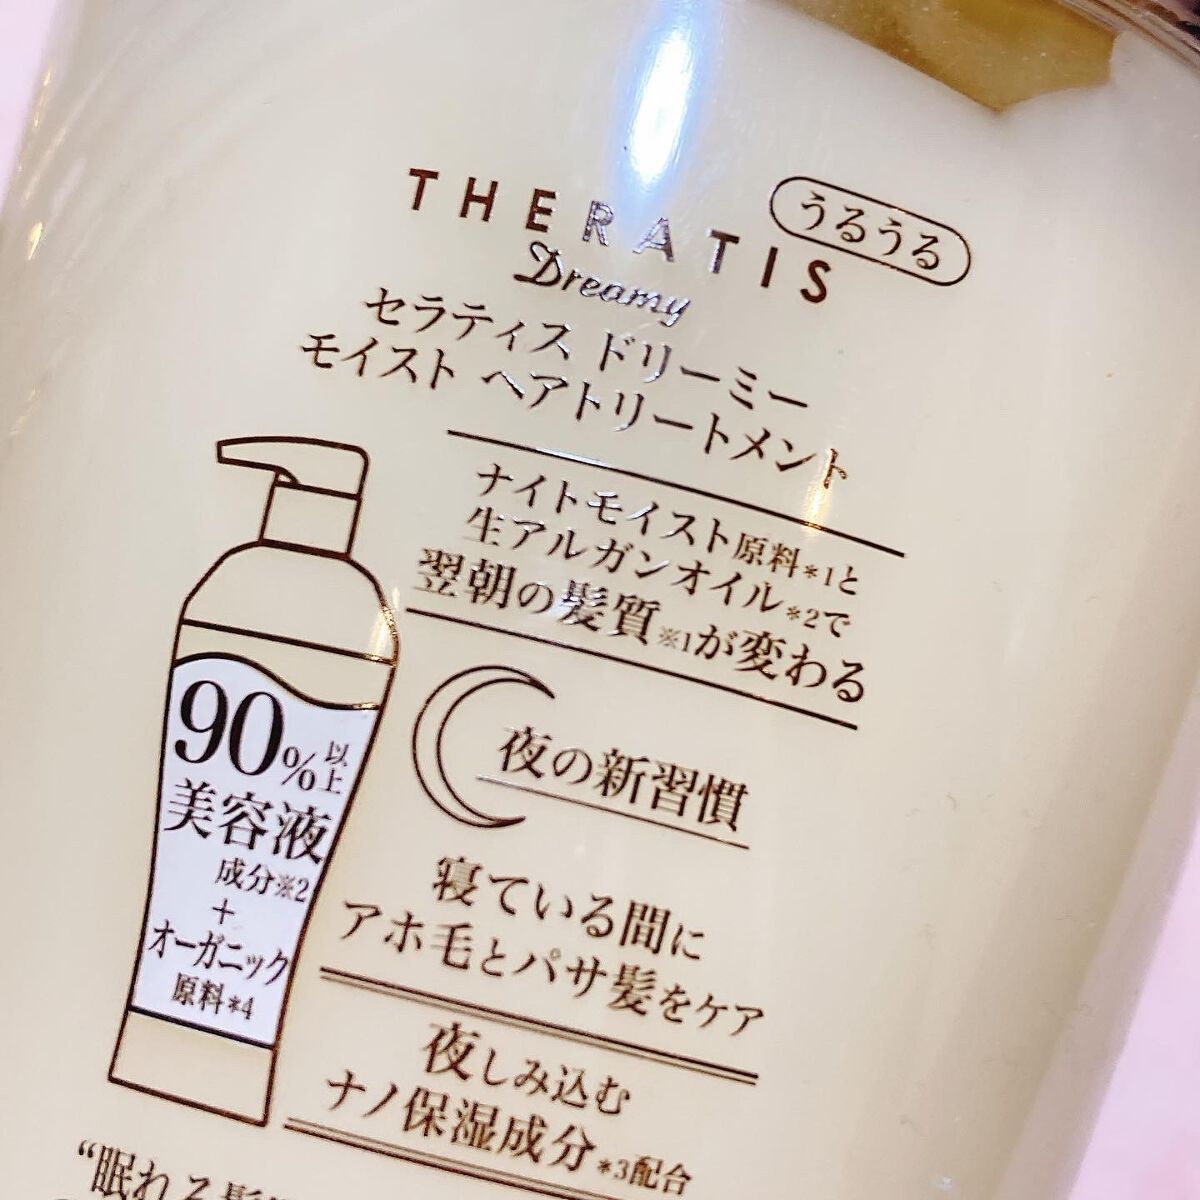 THERATIS
うるうる
Dreamy
セラティス ドリーミー
モイスト ヘアトリートメント
ナイトモイスト原料*1と
生アルガンオイル*2で
翌朝の髪質※1が変わる
90%以上
美容液
成分※2
+
オーガニック
原料*4
夜の新習慣
寝ている間に
アホ毛とパサ髪をケア
夜しみ込む
ナノ保湿成分*3配合
“眠れる髪